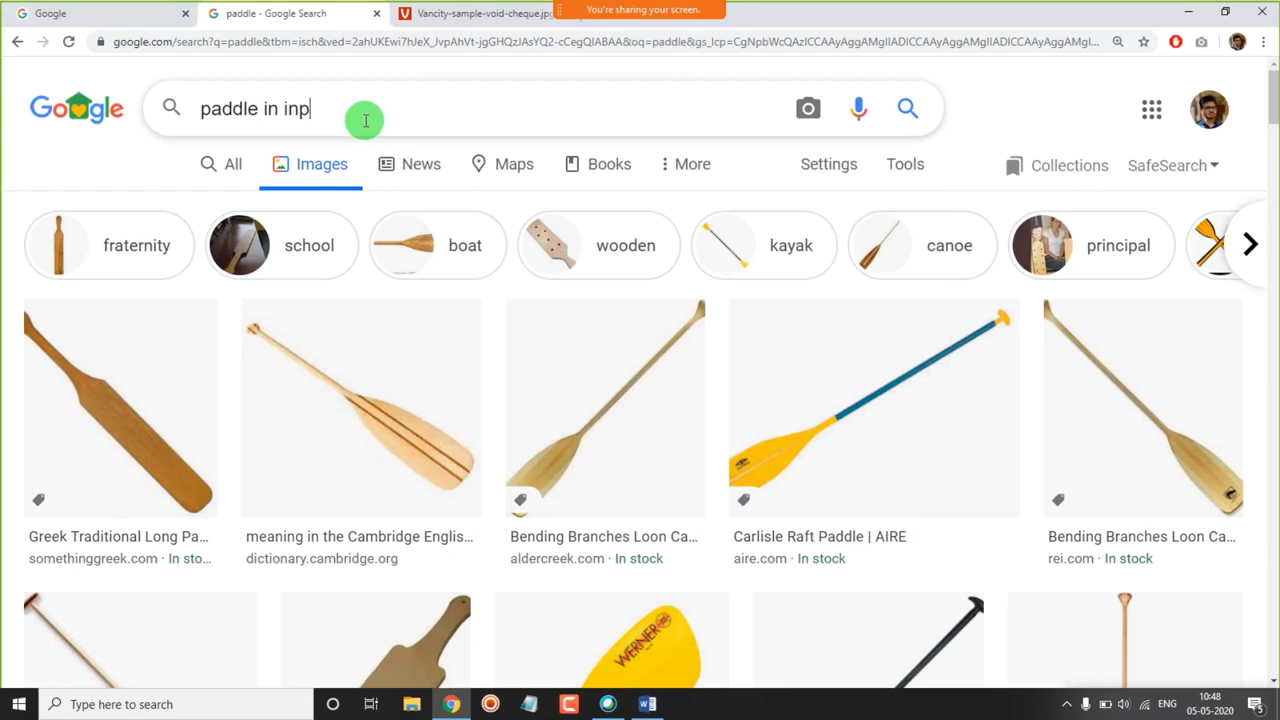 You're sharing your screen.
Google
paddle - Google Search
Vancity-sample-void-cheque.jpg
google.com/search?q=paddle&tbm=isch&ved=2ahUKEwi7hJeX_IvpAhVt-jgGHQzJAsYQ2-cCegQIABAA&oq=paddle&gs_lcp=CgNpbWcQAzICCAAyAggAMgIIADICCAAyAggAMgIIADICCAAyAggAMgI...
Google
paddle in inp
All
Images
News
Maps
Books
More
Settings
Tools
Collections
SafeSearch
fraternity
school
boat
wooden
kayak
canoe
principal
Greek Traditional Long Pa...
somethinggreek.com · In sto...
meaning in the Cambridge Englis...
dictionary.cambridge.org
Bending Branches Loon Ca...
aldercreek.com · In stock
Carlisle Raft Paddle | AIRE
aire.com · In stock
Bending Branches Loon Ca...
rei.com · In stock
WERNER
Type here to search
ENG
10:48
05-05-2020
5